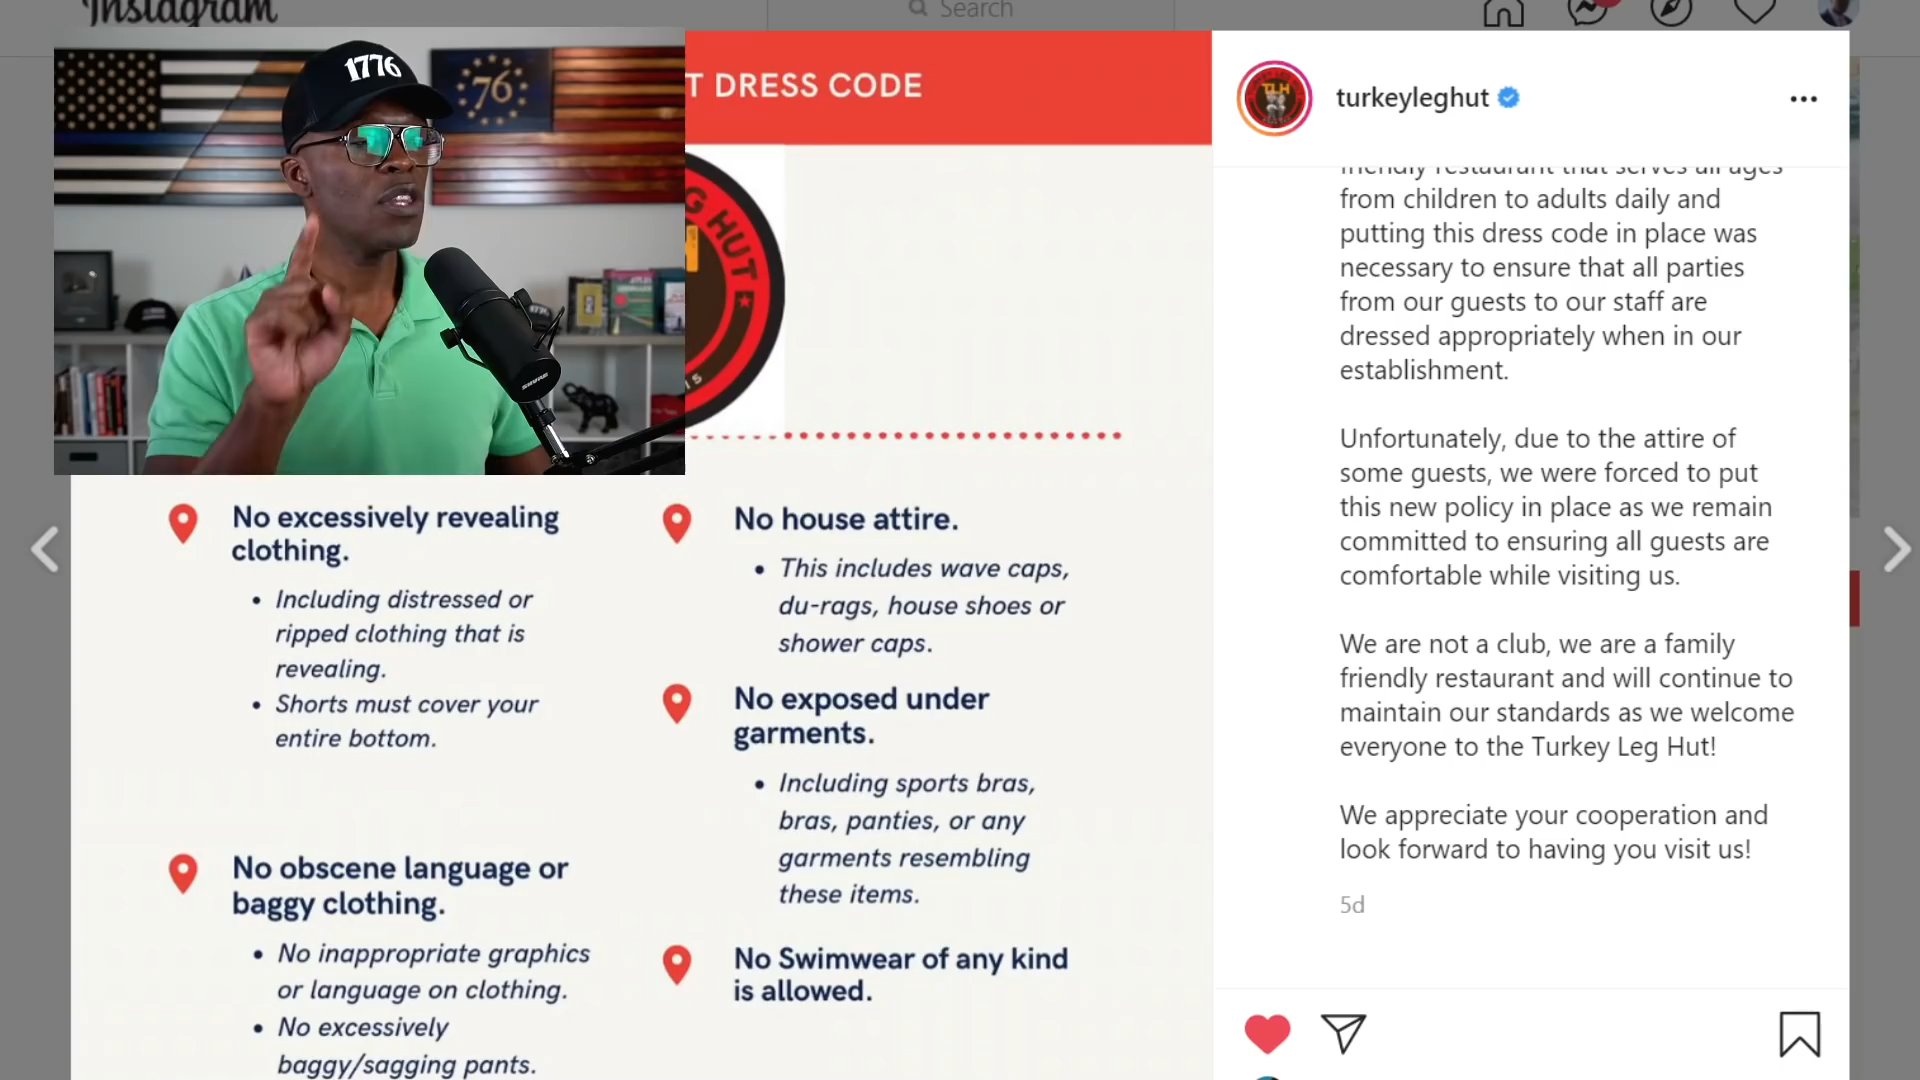 Instagram
Search
1776
76
T DRESS CODE
G HUT
15
SHURE
turkeyleghut
TLH
friendly restaurant that serves all ages
from children to adults daily and
putting this dress code in place was
necessary to ensure that all parties
from our guests to our staff are
dressed appropriately when in our
establishment.
Unfortunately, due to the attire of
some guests, we were forced to put
this new policy in place as we remain
committed to ensuring all guests are
comfortable while visiting us.
We are not a club, we are a family
friendly restaurant and will continue to
maintain our standards as we welcome
everyone to the Turkey Leg Hut!
We appreciate your cooperation and
look forward to having you visit us!
5d
No excessively revealing
clothing.
• Including distressed or
ripped clothing that is
revealing.
• Shorts must cover your
entire bottom.
No obscene language or
baggy clothing.
• No inappropriate graphics
or language on clothing.
• No excessively
baggy/sagging pants.
No house attire.
• This includes wave caps,
du-rags, house shoes or
shower caps.
No exposed under
garments.
• Including sports bras,
bras, panties, or any
garments resembling
these items.
No Swimwear of any kind
is allowed.